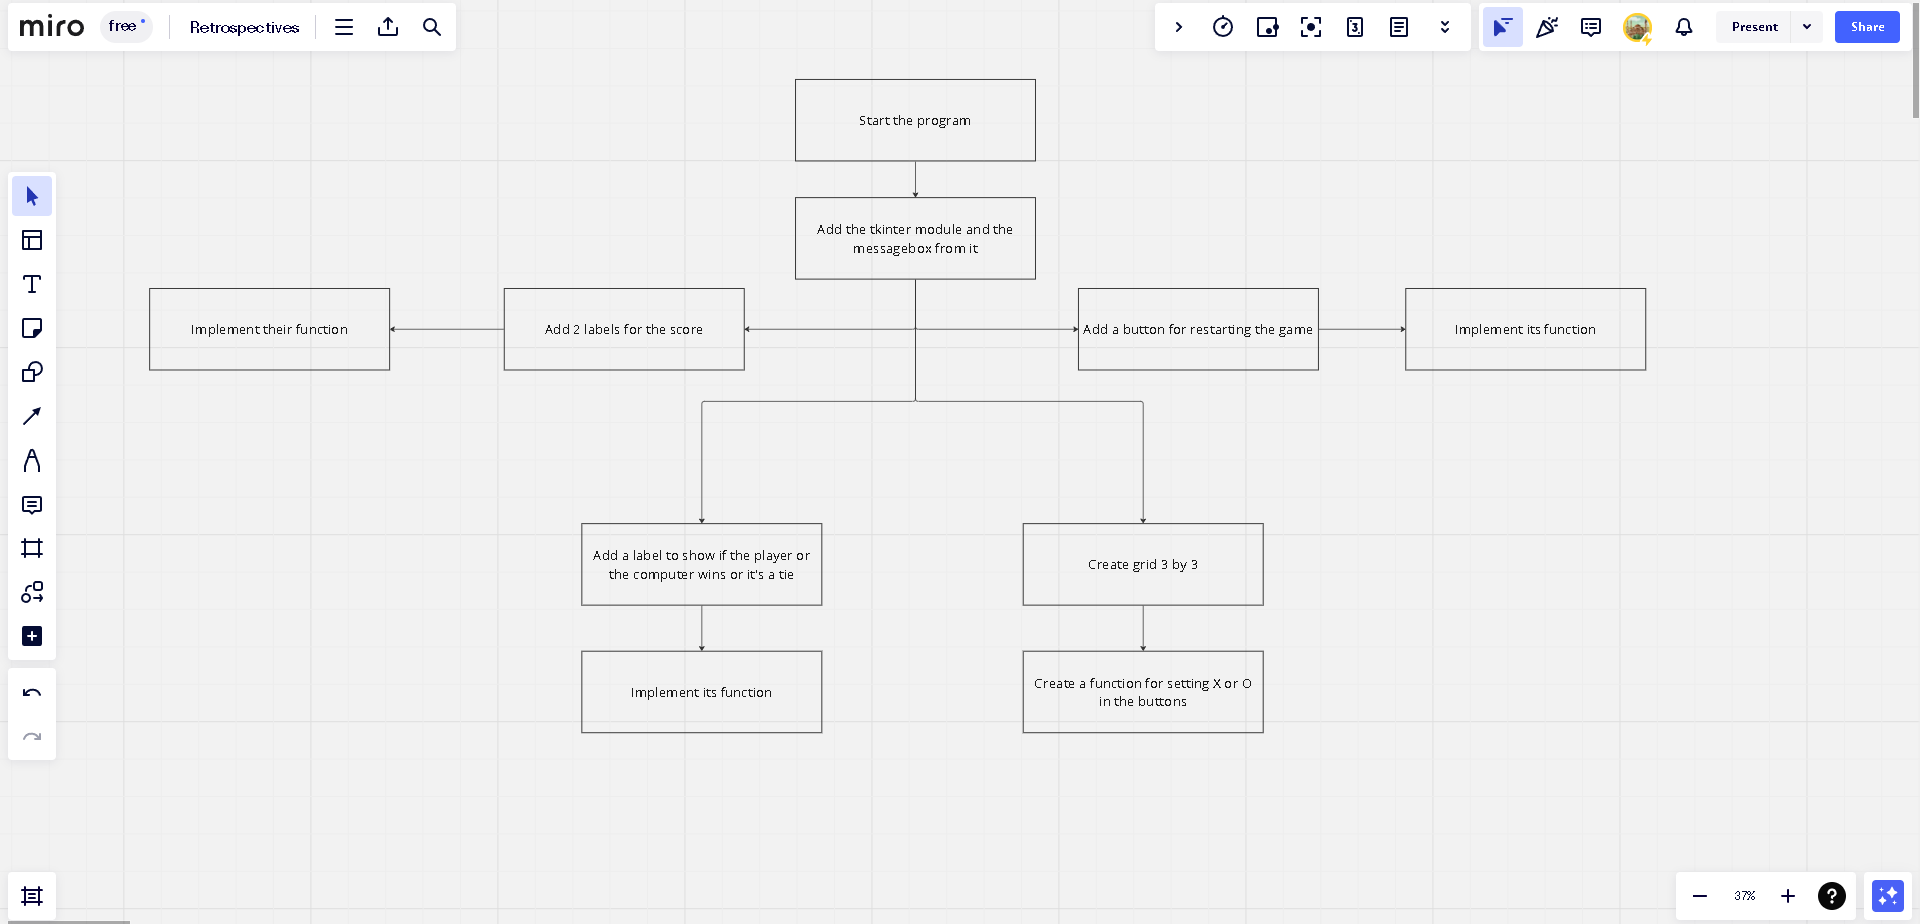 miro free Retrospectives
3
Present
Share
Start the program
Add the tkinter module and the
messagebox from it
Implement their function
Add 2 labels for the score
Add a button for restarting the game
Implement its function
Add a label to show if the player or
the computer wins or it's a tie
Create grid 3 by 3
Implement its function
Create a function for setting X or O
in the buttons
37%
?